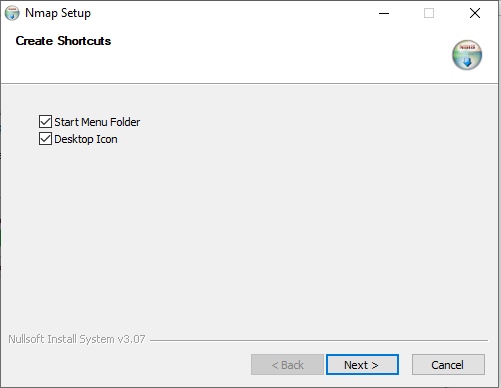 Nmap Setup
Create Shortcuts
Start Menu Folder
Desktop Icon
Nullsoft Install System v3.07
< Back
Next >
Cancel